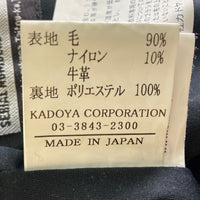 表地 毛 90%
ナイロン 10%
牛革
裏地 ポリエステル 100%
KADOYA CORPORATION
03-3843-2300
MADE IN JAPAN